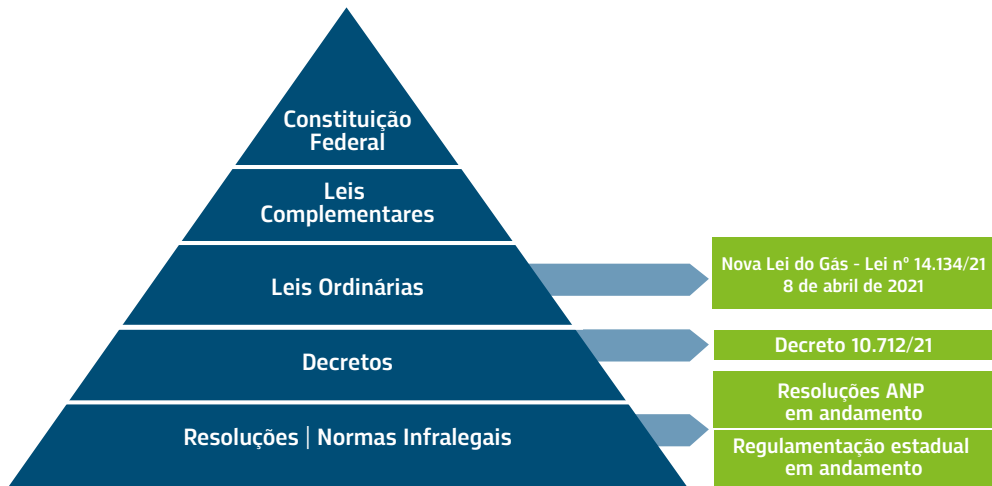 Constituição
Federal
Leis
Complementares
Leis Ordinárias
Nova Lei do Gás - Lei nº 14.134/21
8 de abril de 2021
Decretos
Decreto 10.712/21
Resoluções | Normas Infralegais
Resoluções ANP
em andamento
Regulamentação estadual
em andamento